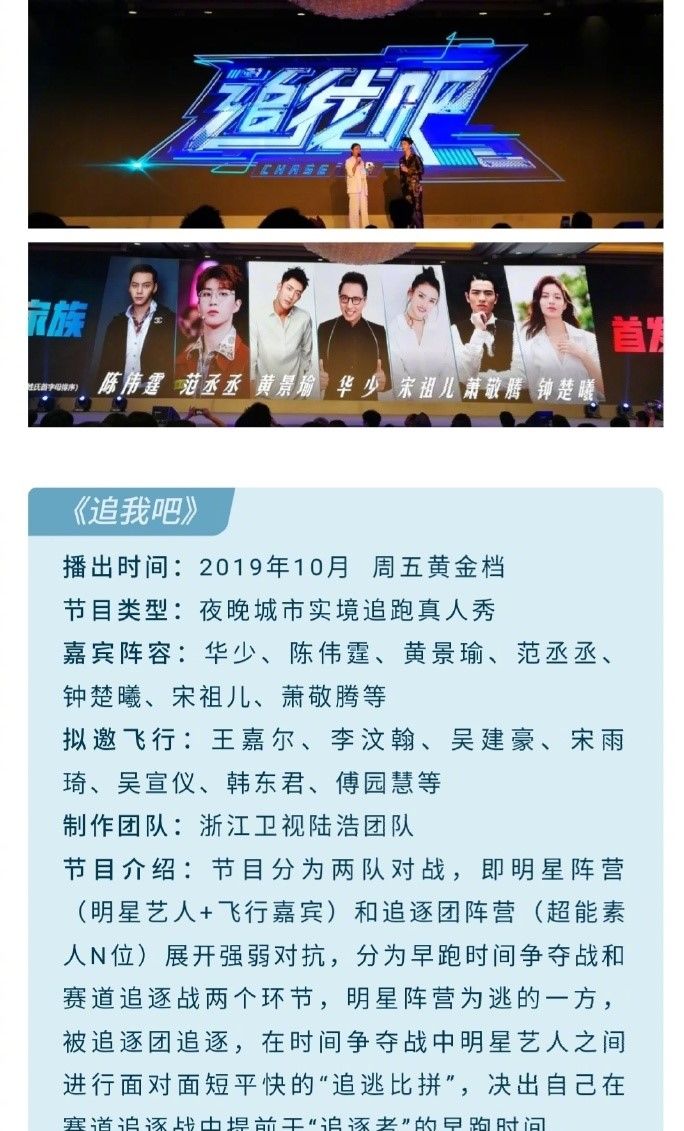 追我吧
CHASE
家族
首发
姓氏首字母排序)
陈伟霆 范丞丞 黄景瑜 华少 宋祖儿 萧敬腾 钟楚曦
《追我吧》
播出时间：2019年10月 周五黄金档
节目类型：夜晚城市实境追跑真人秀
嘉宾阵容：华少、陈伟霆、黄景瑜、范丞丞、
钟楚曦、宋祖儿、萧敬腾等
拟邀飞行：王嘉尔、李汶翰、吴建豪、宋雨
琦、吴宣仪、韩东君、傅园慧等
制作团队：浙江卫视陆浩团队
节目介绍：节目分为两队对战，即明星阵营
（明星艺人+飞行嘉宾）和追逐团阵营（超能素
人N位）展开强弱对抗，分为早跑时间争夺战和
赛道追逐战两个环节，明星阵营为逃的一方，
被追逐团追逐，在时间争夺战中明星艺人之间
进行面对面短平快的“追逃比拼”，决出自己在
赛道追逐战中提前于“追逐者”的早跑时间